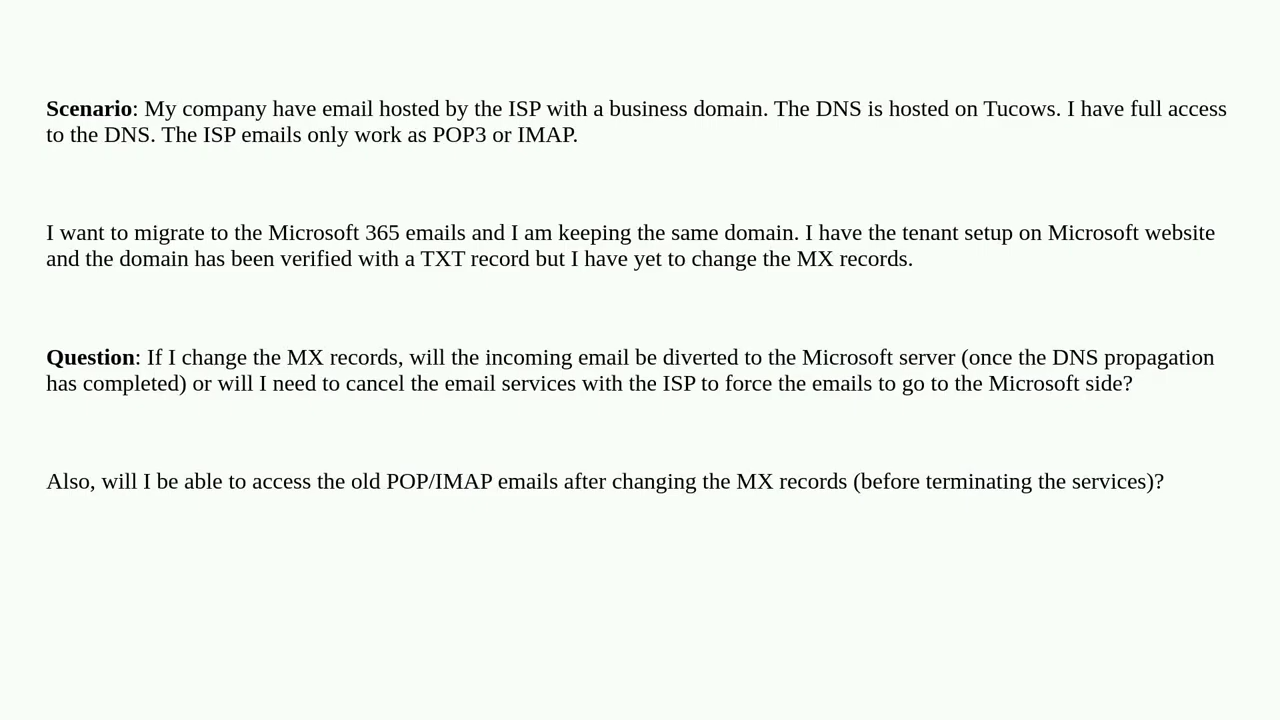 Scenario: My company have email hosted by the ISP with a business domain. The DNS is hosted on Tucows. I have full access
to the DNS. The ISP emails only work as POP3 or IMAP.
I want to migrate to the Microsoft 365 emails and I am keeping the same domain. I have the tenant setup on Microsoft website
and the domain has been verified with a TXT record but I have yet to change the MX records.
Question: If I change the MX records, will the incoming email be diverted to the Microsoft server (once the DNS propagation
has completed) or will I need to cancel the email services with the ISP to force the emails to go to the Microsoft side?
Also, will I be able to access the old POP/IMAP emails after changing the MX records (before terminating the services)?